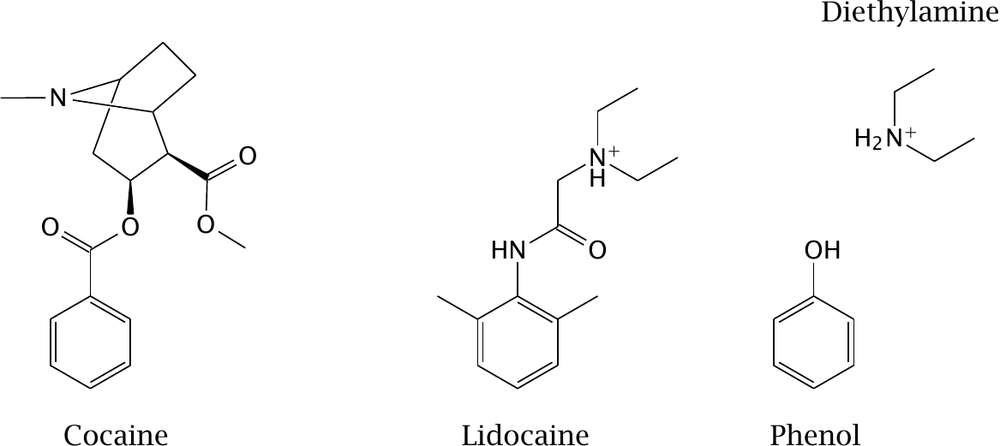 Diethylamine
N
O
O
O
O
N+
H
HN
O
H2N+
OH
Cocaine
Lidocaine
Phenol